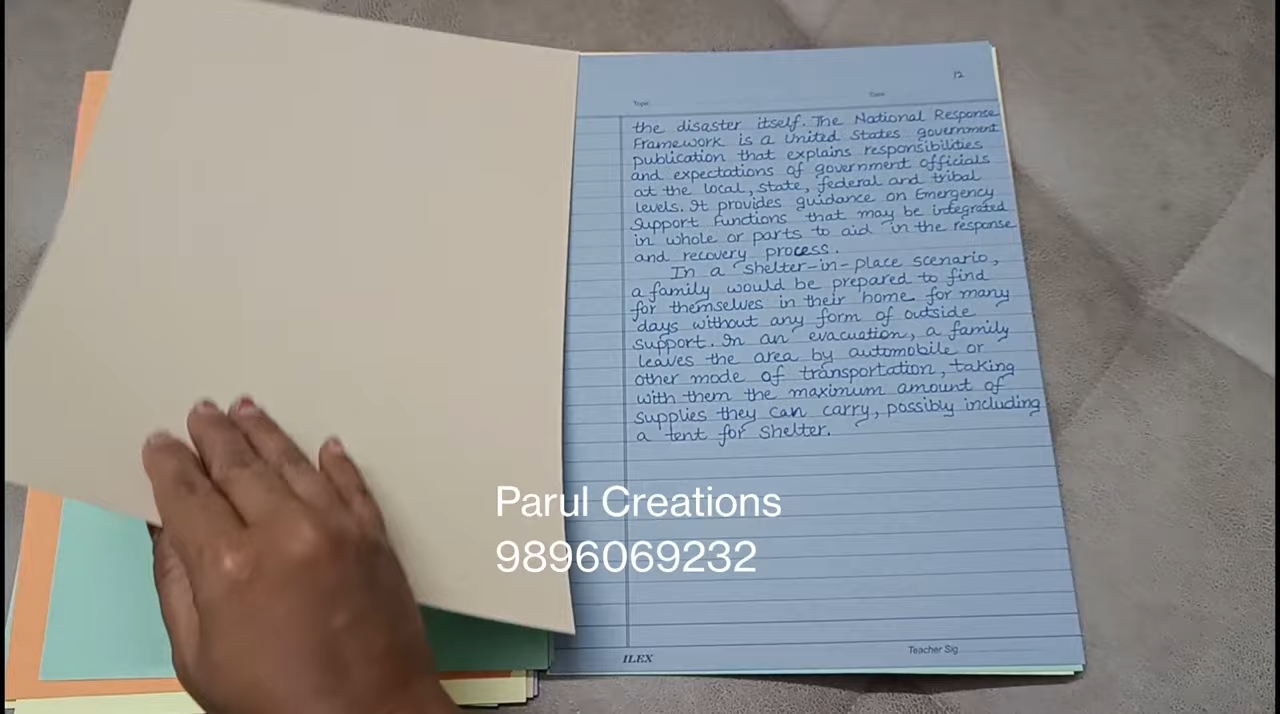 12
Topic
Date
the disaster itself. The National Response
Framework is a United States government
publication that explains responsibilities
and expectations of government officials
at the local, state, federal and tribal
levels. It provides guidance on Emergency
Support Functions that may be integrated
in whole or parts to aid in the response
and recovery process.
In a shelter-in-place scenario,
a family would be prepared to find
for themselves in their home for many
days without any form of outside
support. In an evacuation, a family
leaves the area by automobile or
other mode of transportation, taking
with them the maximum amount of
supplies they can carry, possibly including
a tent for shelter.
Parul Creations
9896069232
ILEX
Teacher Sig